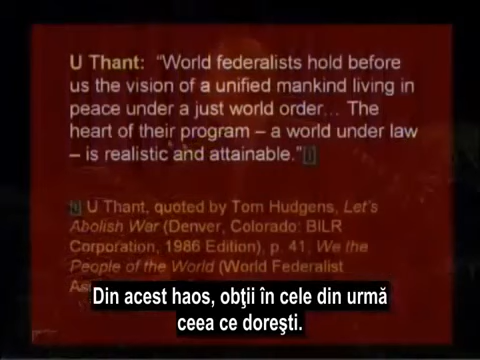 U Thant: “World federalists hold before
us the vision of a unified mankind living in
peace under a just world order… The
heart of their program – a world under law
– is realistic and attainable.”[i]
[i] U Thant, quoted by Tom Hudgens, Let’s
Abolish War (Denver, Colorado: BILR
Corporation, 1986 Edition), p. 41; We the
People of the World (World Federalist
Din acest haos, obţii în cele din urmă
ceea ce doreşti.